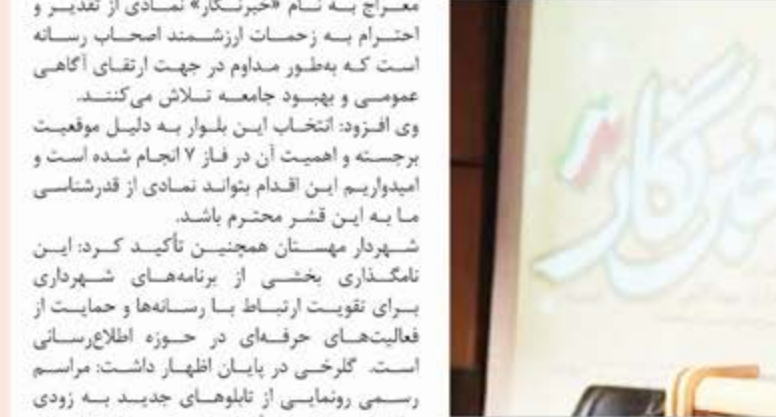 معراج به نام «خبرنگار» نمادی از تقدیر و
احترام به زحمات ارزشمند اصحاب رسانه
است که به‌طور مداوم در جهت ارتقای آگاهی
عمومی و بهبود جامعه تلاش می‌کنند.
وی افزود: انتخاب این بلوار به دلیل موقعیت
برجسته و اهمیت آن در فاز ۷ انجام شده است و
امیدواریم این اقدام بتواند نمادی از قدرشناسی
ما به این قشر محترم باشد.
شهردار مهستان همچنین تأکید کرد: این
نامگذاری بخشی از برنامه‌های شهرداری
برای تقویت ارتباط با رسانه‌ها و حمایت از
فعالیت‌های حرفه‌ای در حوزه اطلاع‌رسانی
است. گلرخی در پایان اظهار داشت: مراسم
رسمی رونمایی از تابلوهای جدید به زودی